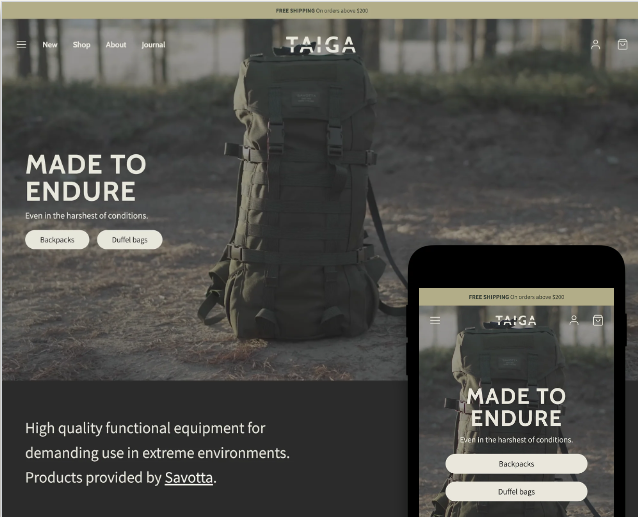 FREE SHIPPING On orders above $200
New Shop About Journal
TAIGA
MADE TO
ENDURE
Even in the harshest of conditions.
Backpacks Duffel bags
High quality functional equipment for
demanding use in extreme environments.
Products provided by Savotta.
FREE SHIPPING On orders above $200
TAIGA
MADE TO
ENDURE
Even in the harshest of conditions.
Backpacks
Duffel bags